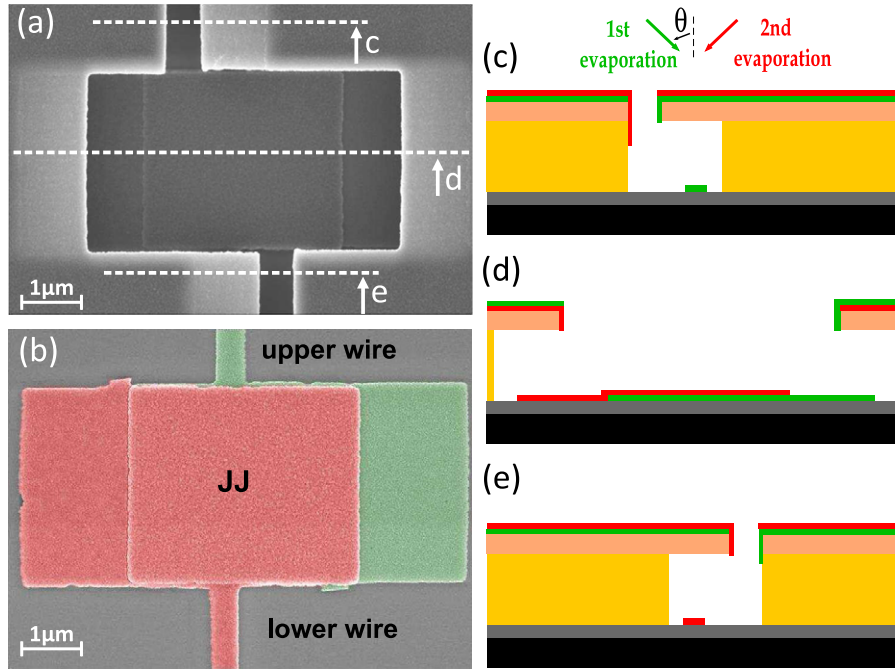 (a)
c
d
e
1μm
(b)
upper wire
JJ
lower wire
1μm
θ
1st
evaporation
2nd
evaporation
(c)
(d)
(e)